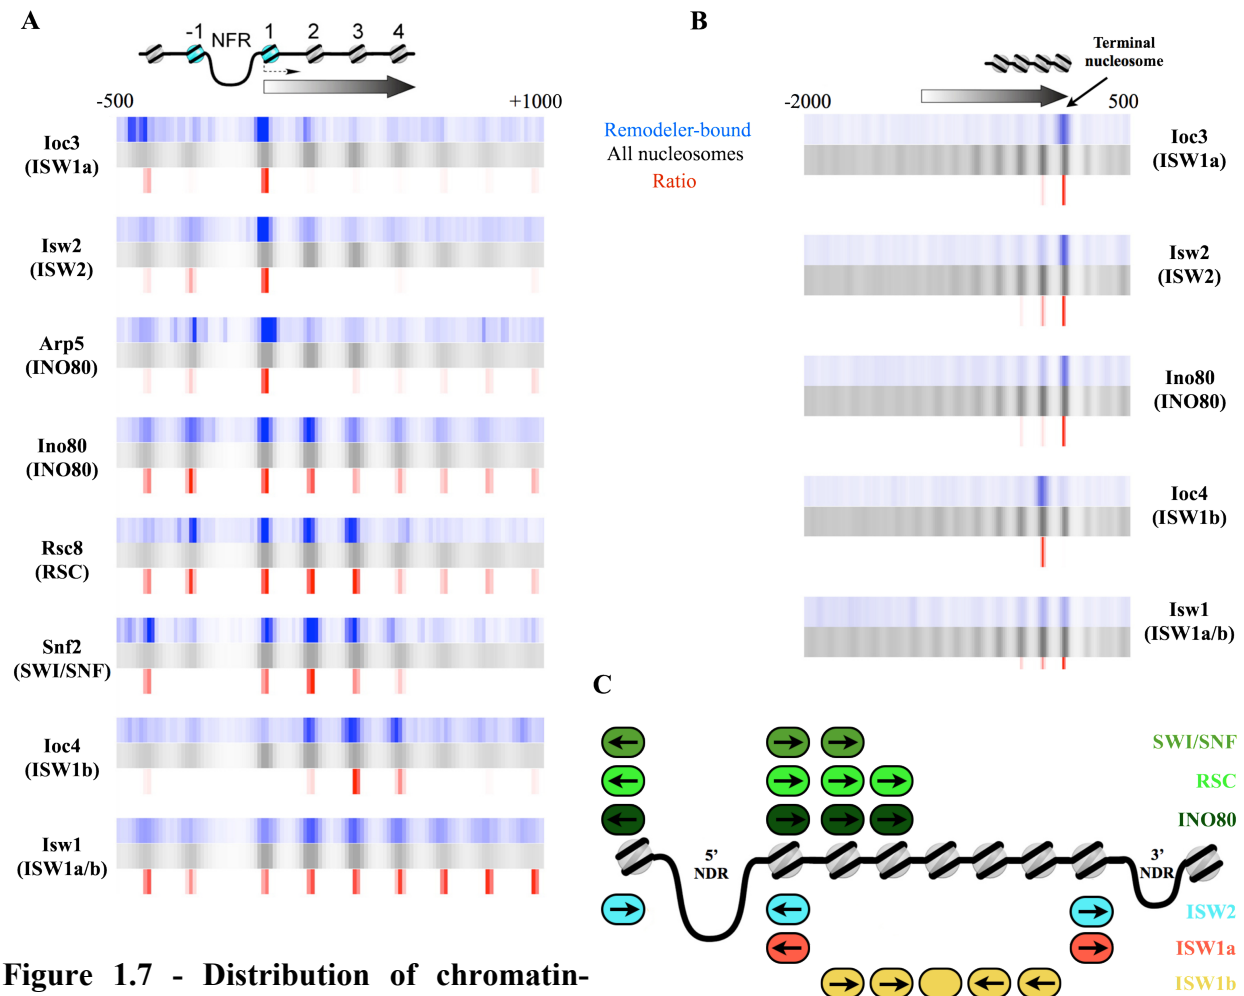 A
-1 NFR 1 2 3 4
-500 +1000
Ioc3
(ISW1a)
Isw2
(ISW2)
Arp5
(INO80)
Ino80
(INO80)
Rsc8
(RSC)
Snf2
(SWI/SNF)
Ioc4
(ISW1b)
Isw1
(ISW1a/b)
Remodeler-bound
All nucleosomes
Ratio
B
Terminal
nucleosome
-2000 500
Ioc3
(ISW1a)
Isw2
(ISW2)
Ino80
(INO80)
Ioc4
(ISW1b)
Isw1
(ISW1a/b)
C
SWI/SNF
RSC
INO80
5’
NDR
3’
NDR
ISW2
ISW1a
ISW1b
Figure 1.7 - Distribution of chromatin-